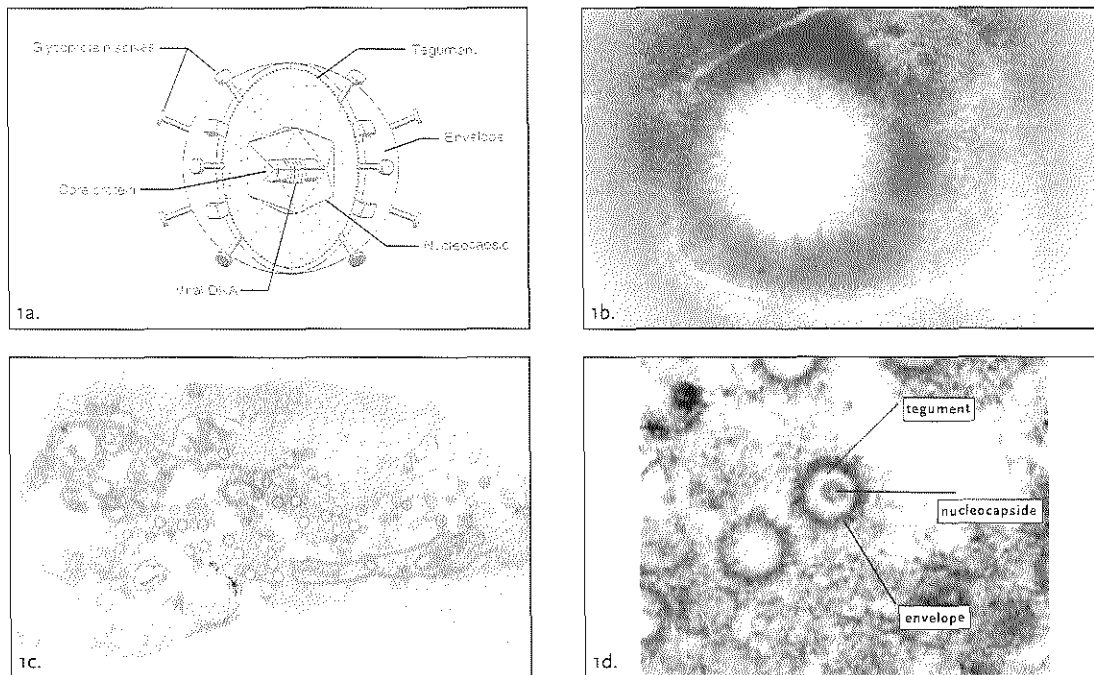 Glycoprotein spikes
Tegument
Envelope
Core protein
Nucleocapsid
Viral DNA
1a.
1b.
1c.
tegument
nucleocapside
envelope
1d.